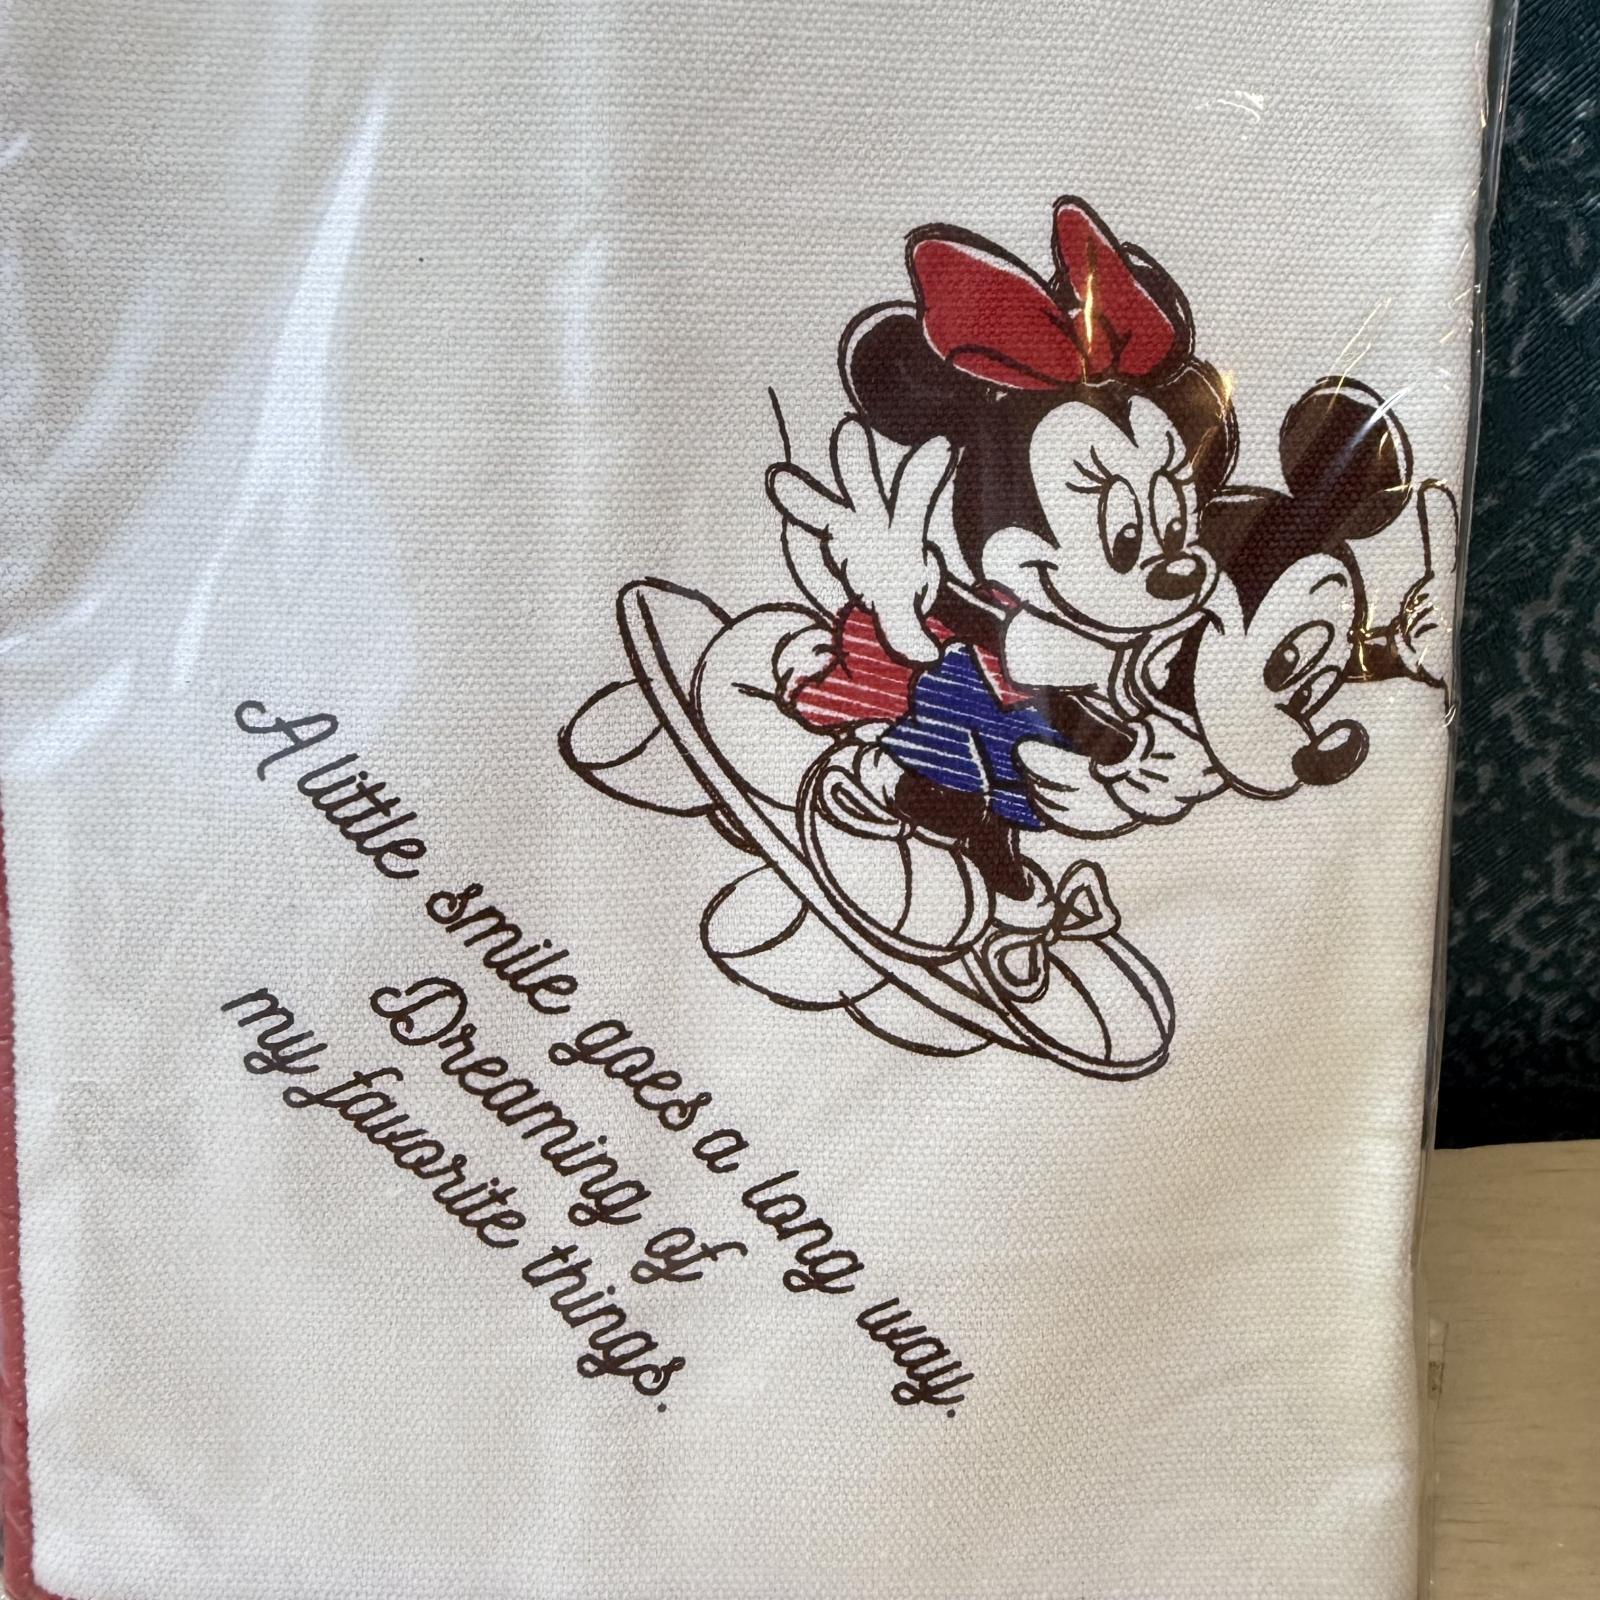 A little smile goes a long way.
Dreaming of
my favorite things.